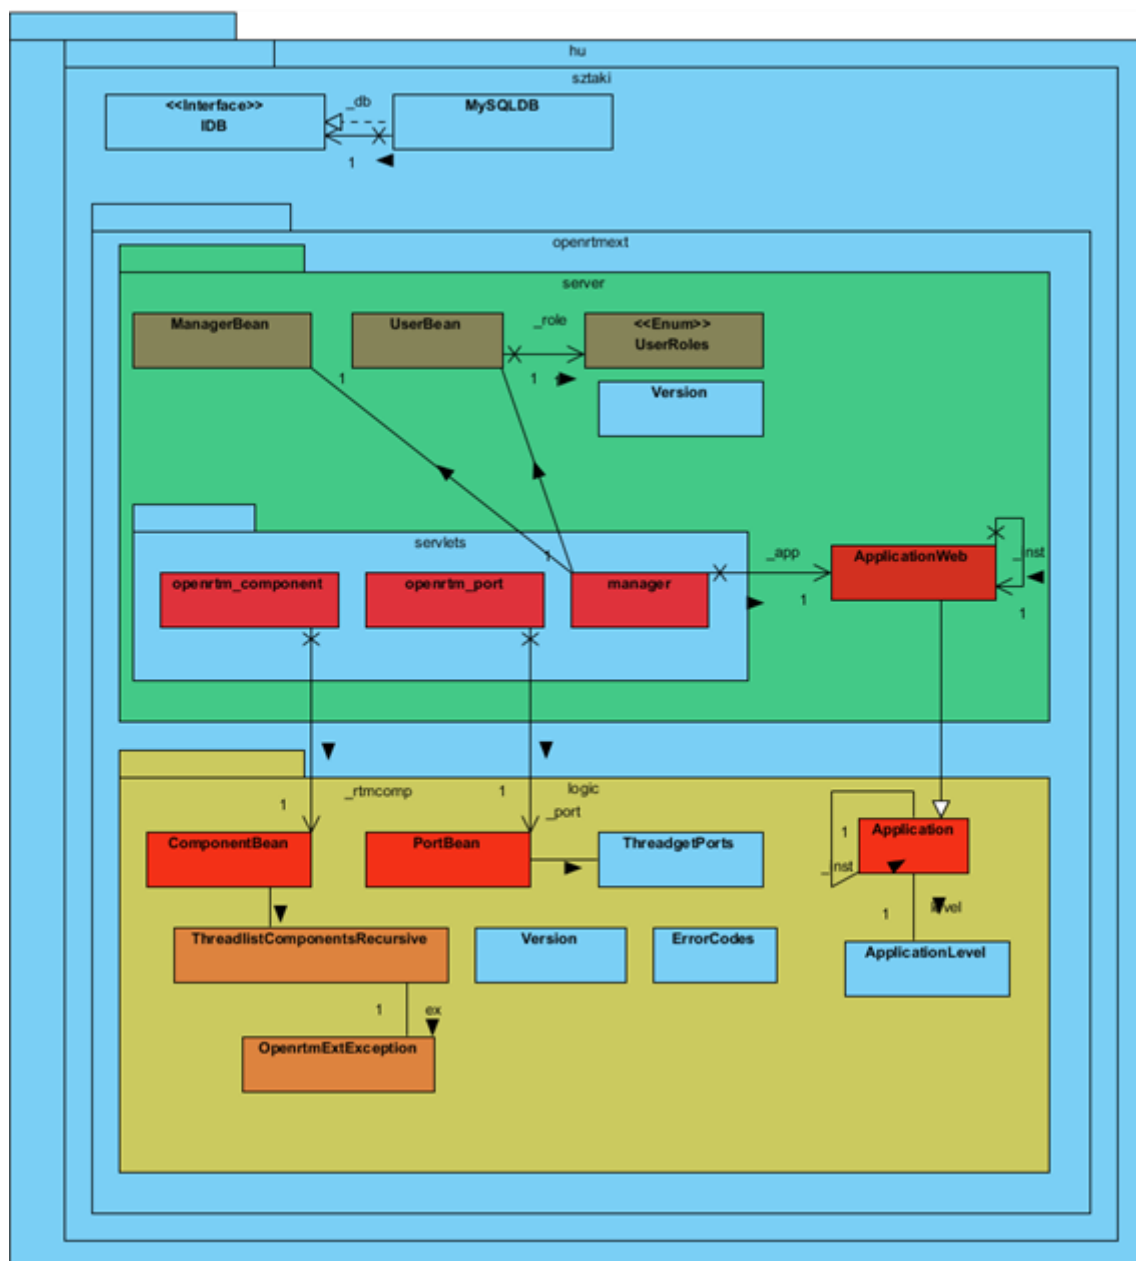 hu
sztaki
<<Interface>>
IDB
_db
1
MySQLDB
openrtmext
server
ManagerBean
UserBean
_role
<<Enum>>
UserRoles
1
1
Version
servlets
1
_app
ApplicationWeb
_inst
openrtm_component
openrtm_port
manager
1
1
logic
_rtmcomp
1
1
_port
ComponentBean
PortBean
ThreadgetPorts
1
Application
_inst
1
ThreadlistComponentsRecursive
Version
ErrorCodes
ApplicationLevel
1
ex
OpenrtmExtException